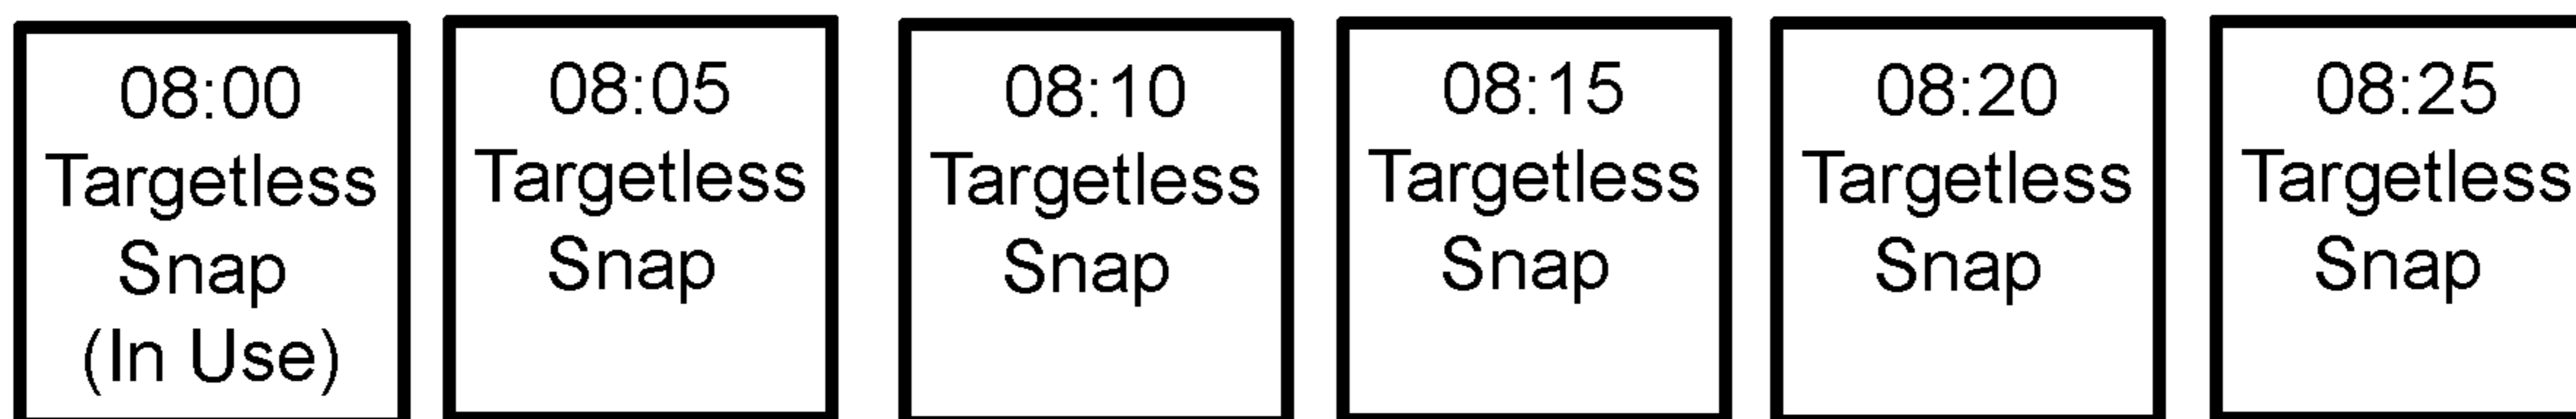 08:00
Targetless
Snap
(In Use)
08:05
Targetless
Snap
08:10
Targetless
Snap
08:15
Targetless
Snap
08:20
Targetless
Snap
08:25
Targetless
Snap